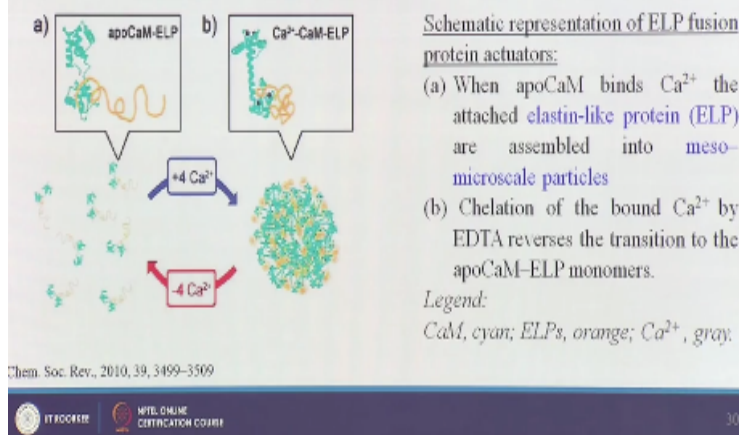 a)
apoCaM-ELP
b)
Ca²⁺-CaM-ELP
+4 Ca²⁺
-4 Ca²⁺
Chem. Soc. Rev., 2010, 39, 3499–3509
Schematic representation of ELP fusion
protein actuators:
(a) When apoCaM binds Ca²⁺ the
attached elastin-like protein (ELP)
are assembled into meso–
microscale particles
(b) Chelation of the bound Ca²⁺ by
EDTA reverses the transition to the
apoCaM–ELP monomers.
Legend:
CaM, cyan; ELPs, orange; Ca²⁺, gray.
IT ROORKEE
NPTEL ONLINE
CERTIFICATION COURSE
30